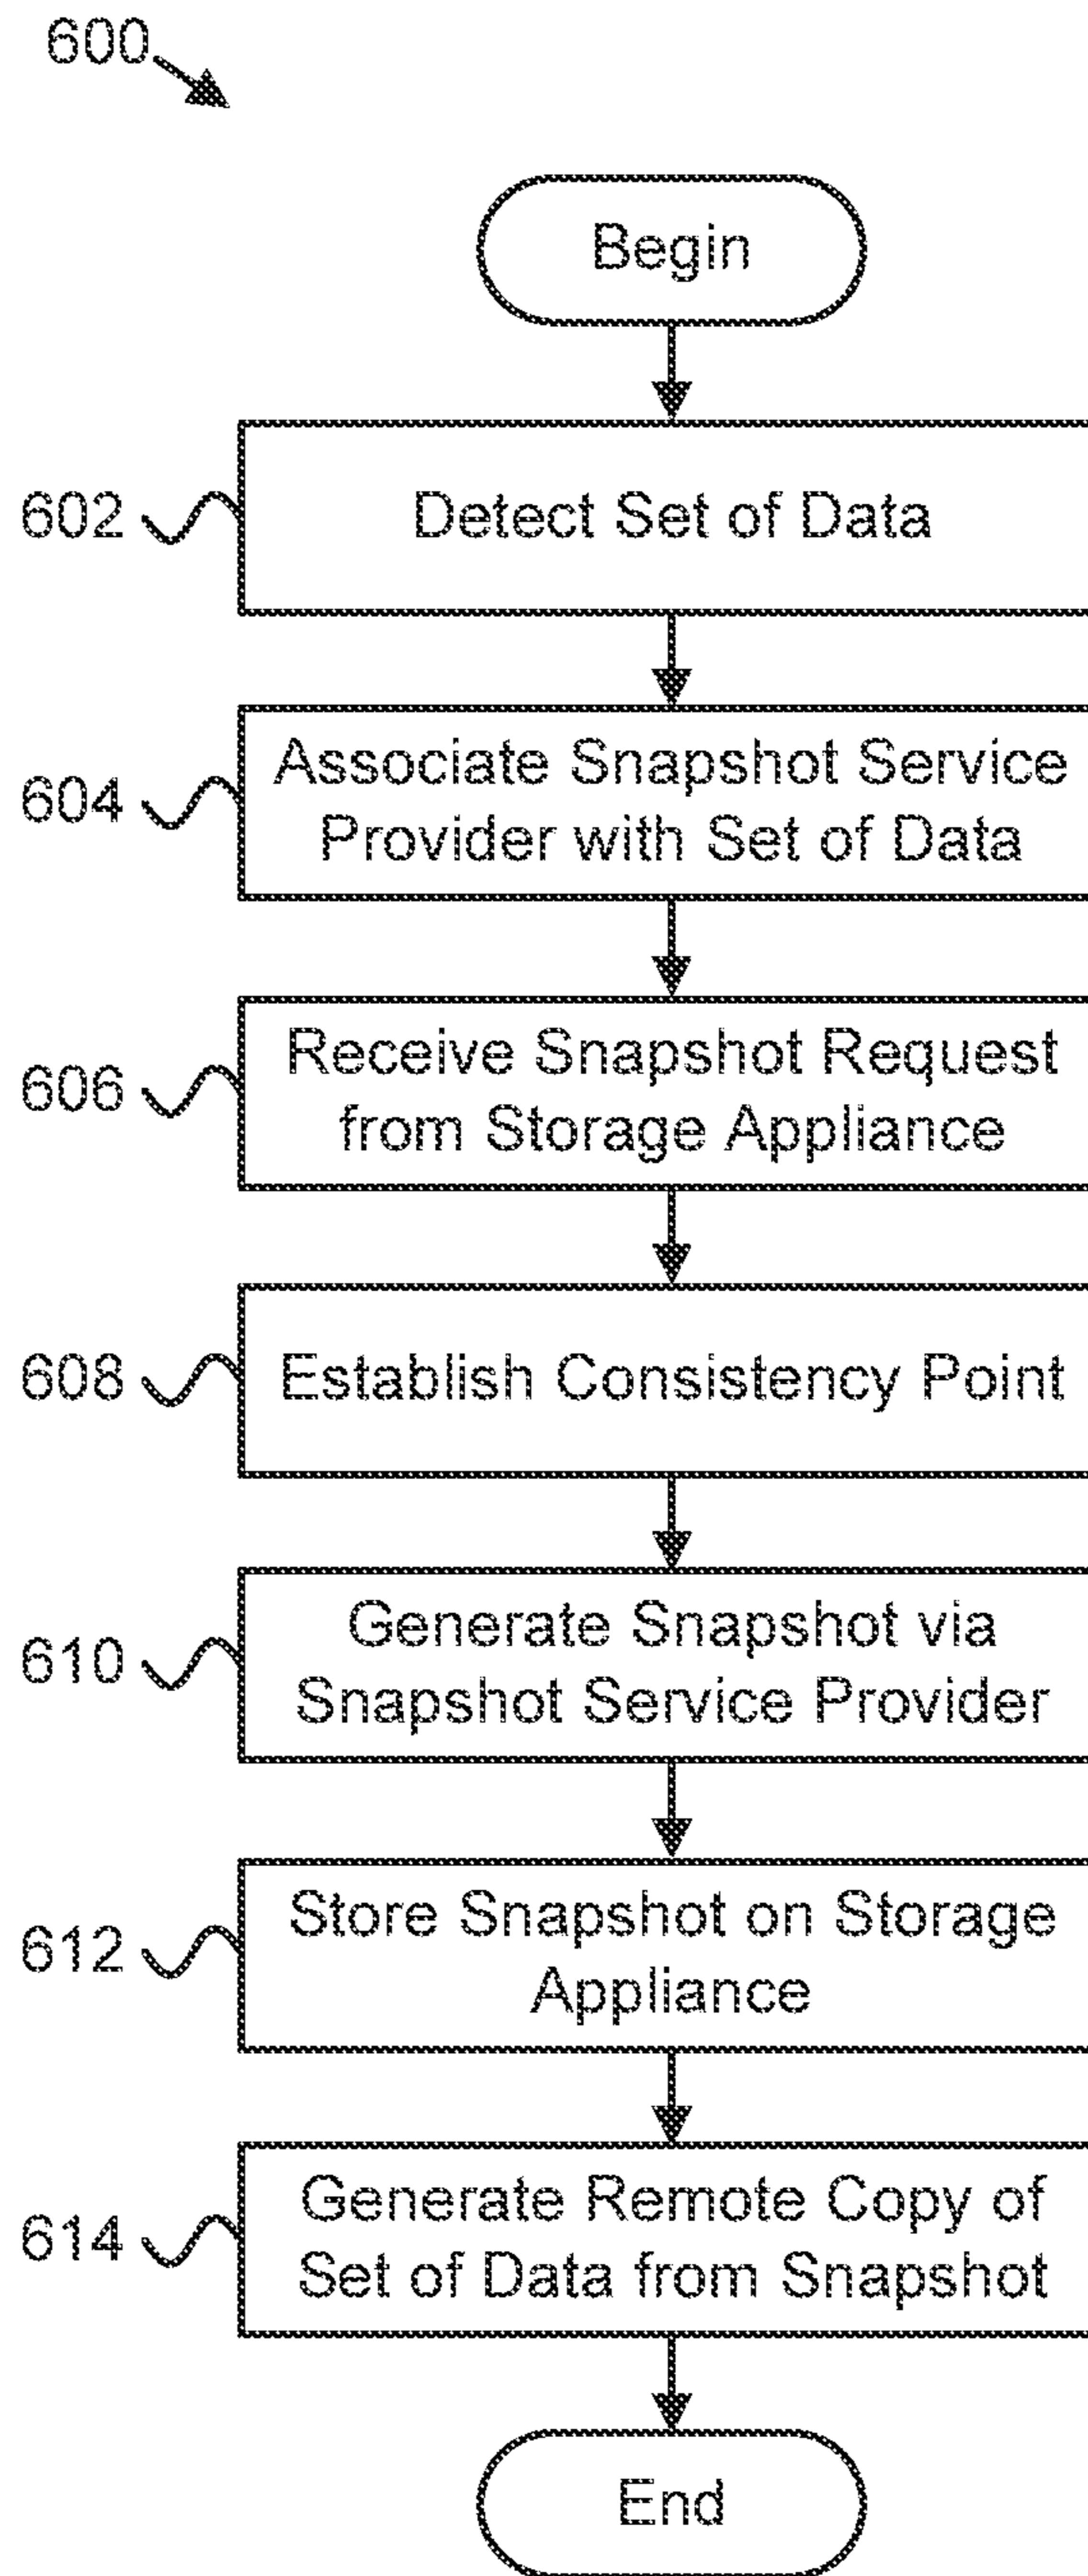 600
Begin
602
Detect Set of Data
604
Associate Snapshot Service
Provider with Set of Data
606
Receive Snapshot Request
from Storage Appliance
608
Establish Consistency Point
610
Generate Snapshot via
Snapshot Service Provider
612
Store Snapshot on Storage
Appliance
614
Generate Remote Copy of
Set of Data from Snapshot
End